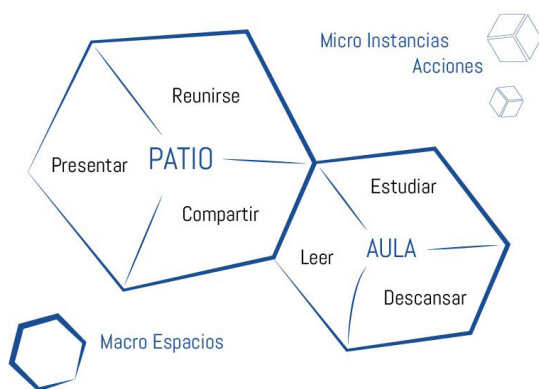 Micro Instancias
Acciones
Reunirse
Presentar
PATIO
Compartir
Estudiar
Leer
AULA
Descansar
Macro Espacios